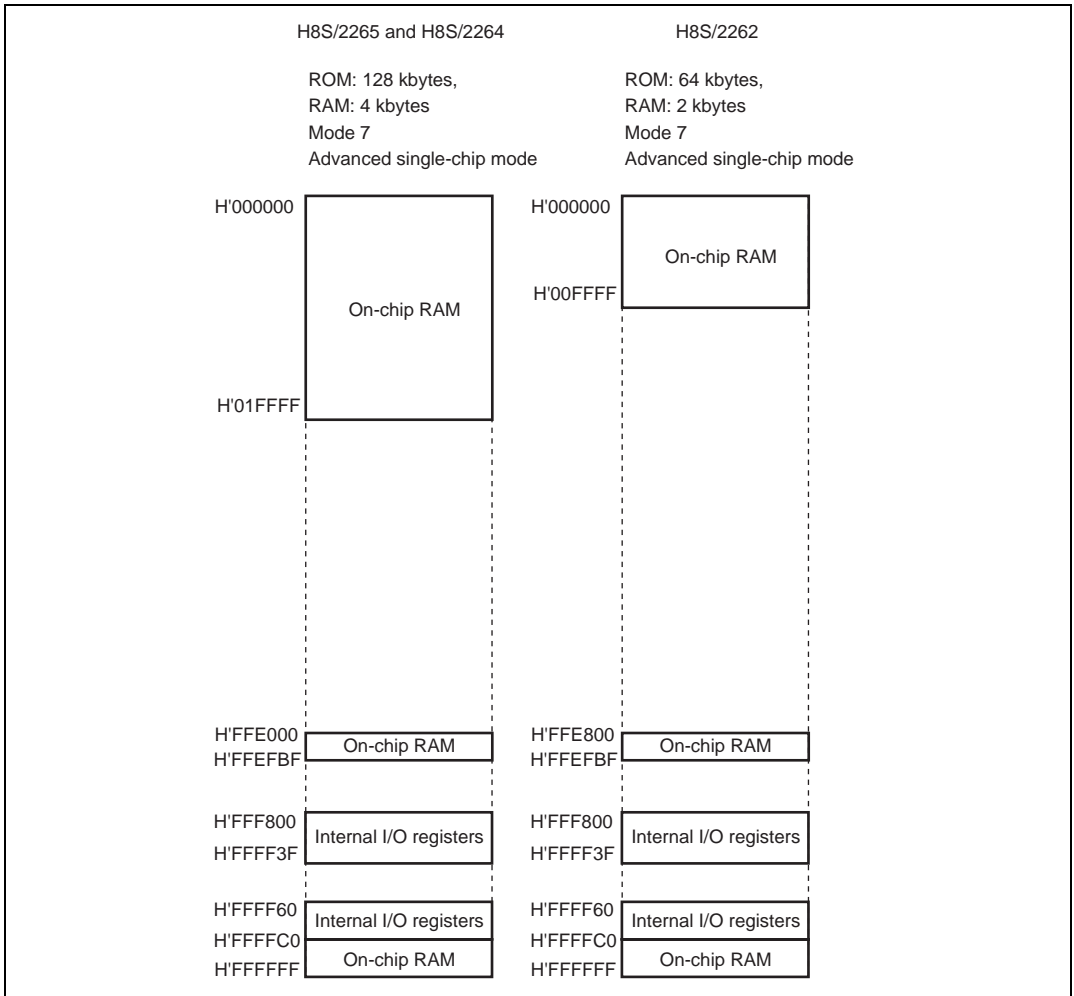 H8S/2265 and H8S/2264
ROM: 128 kbytes,
RAM: 4 kbytes
Mode 7
Advanced single-chip mode
H'000000
On-chip RAM
H'01FFFF
H'FFE000
On-chip RAM
H'FFEFBF
H'FFF800
Internal I/O registers
H'FFFF3F
H'FFFF60
Internal I/O registers
H'FFFFC0
On-chip RAM
H'FFFFFF
H8S/2262
ROM: 64 kbytes,
RAM: 2 kbytes
Mode 7
Advanced single-chip mode
H'000000
On-chip RAM
H'00FFFF
H'FFE800
On-chip RAM
H'FFEFBF
H'FFF800
Internal I/O registers
H'FFFF3F
H'FFFF60
Internal I/O registers
H'FFFFC0
On-chip RAM
H'FFFFFF